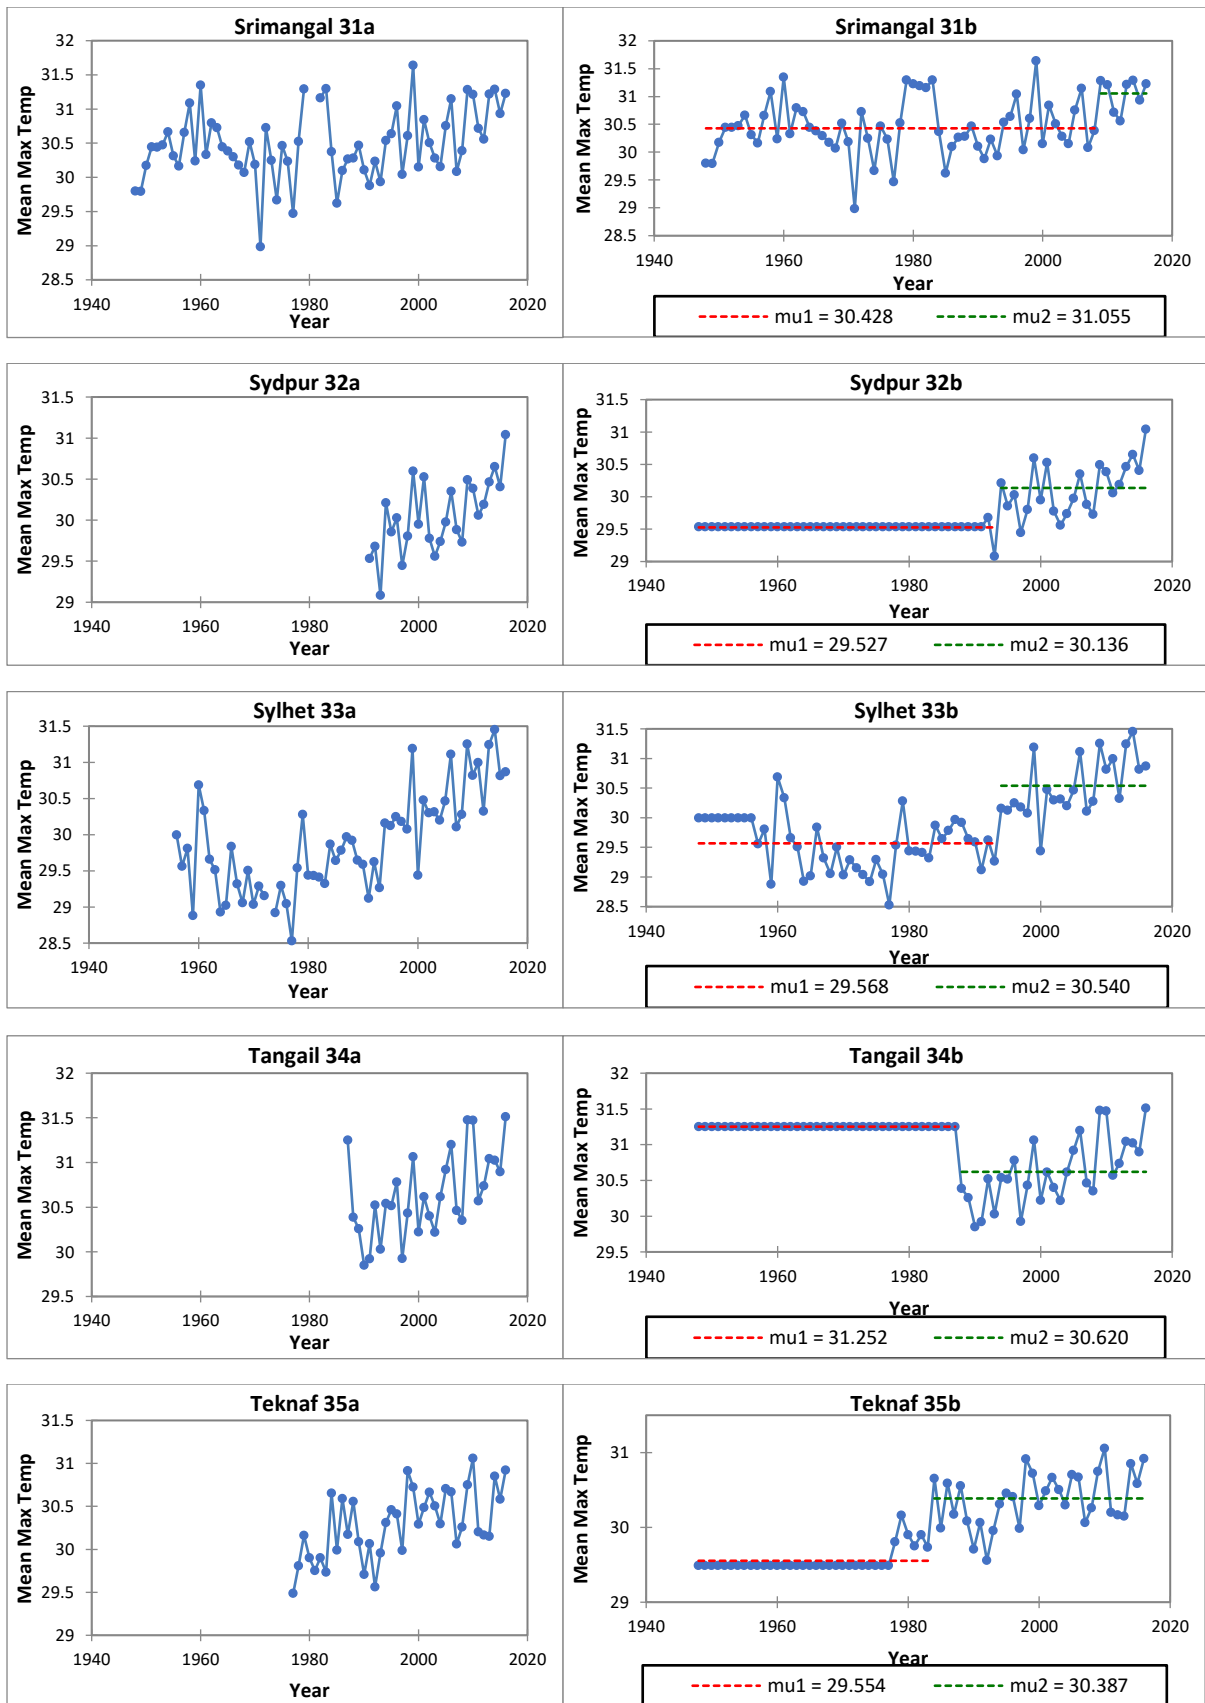 Srimangal 31a
Mean Max Temp
32
31.5
31
30.5
30
29.5
29
28.5
1940 1960 1980 2000 2020
Year
Srimangal 31b
Mean Max Temp
32
31.5
31
30.5
30
29.5
29
28.5
1940 1960 1980 2000 2020
Year
mu1 = 30.428 mu2 = 31.055
Sydpur 32a
Mean Max Temp
31.5
31
30.5
30
29.5
29
1940 1960 1980 2000 2020
Year
Sydpur 32b
Mean Max Temp
31.5
31
30.5
30
29.5
29
1940 1960 1980 2000 2020
Year
mu1 = 29.527 mu2 = 30.136
Sylhet 33a
Mean Max Temp
31.5
31
30.5
30
29.5
29
28.5
1940 1960 1980 2000 2020
Year
Sylhet 33b
Mean Max Temp
31.5
31
30.5
30
29.5
29
28.5
1940 1960 1980 2000 2020
Year
mu1 = 29.568 mu2 = 30.540
Tangail 34a
Mean Max Temp
32
31.5
31
30.5
30
29.5
1940 1960 1980 2000 2020
Year
Tangail 34b
Mean Max Temp
32
31.5
31
30.5
30
29.5
1940 1960 1980 2000 2020
Year
mu1 = 31.252 mu2 = 30.620
Teknaf 35a
Mean Max Temp
31.5
31
30.5
30
29.5
29
1940 1960 1980 2000 2020
Year
Teknaf 35b
Mean Max Temp
31
30
29
1940 1960 1980 2000 2020
Year
mu1 = 29.554 mu2 = 30.387